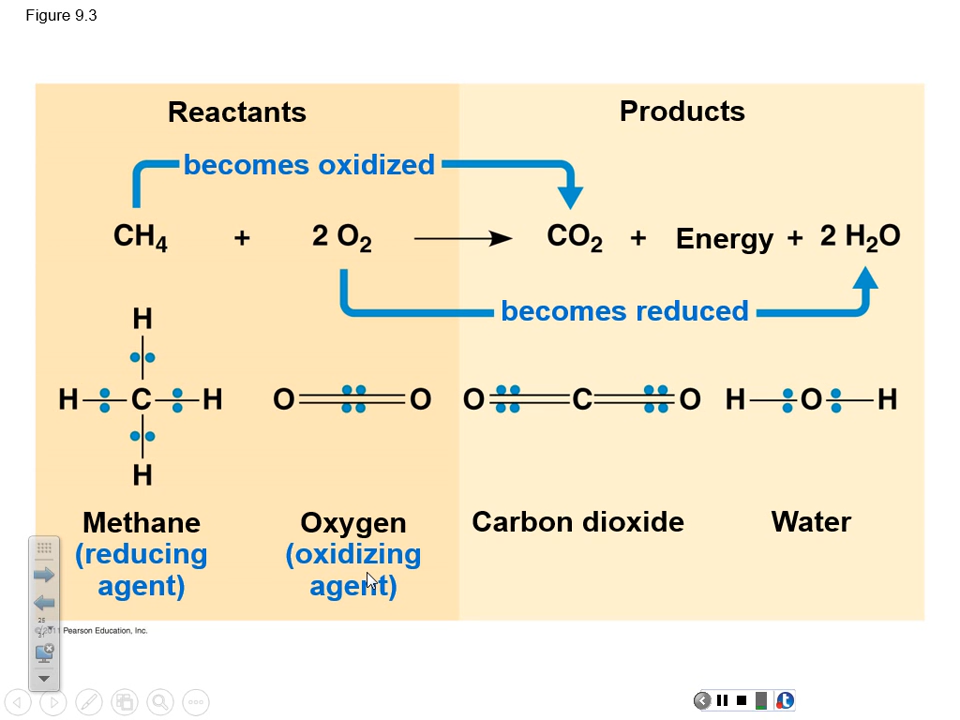 Figure 9.3
Reactants
Products
becomes oxidized
CH4 + 2 O2 CO2 + Energy + 2 H2O
becomes reduced
H
H C H
H
O O
O C O
H O H
Methane
(reducing
agent)
Oxygen
(oxidizing
agent)
Carbon dioxide
Water
Pearson Education, Inc.